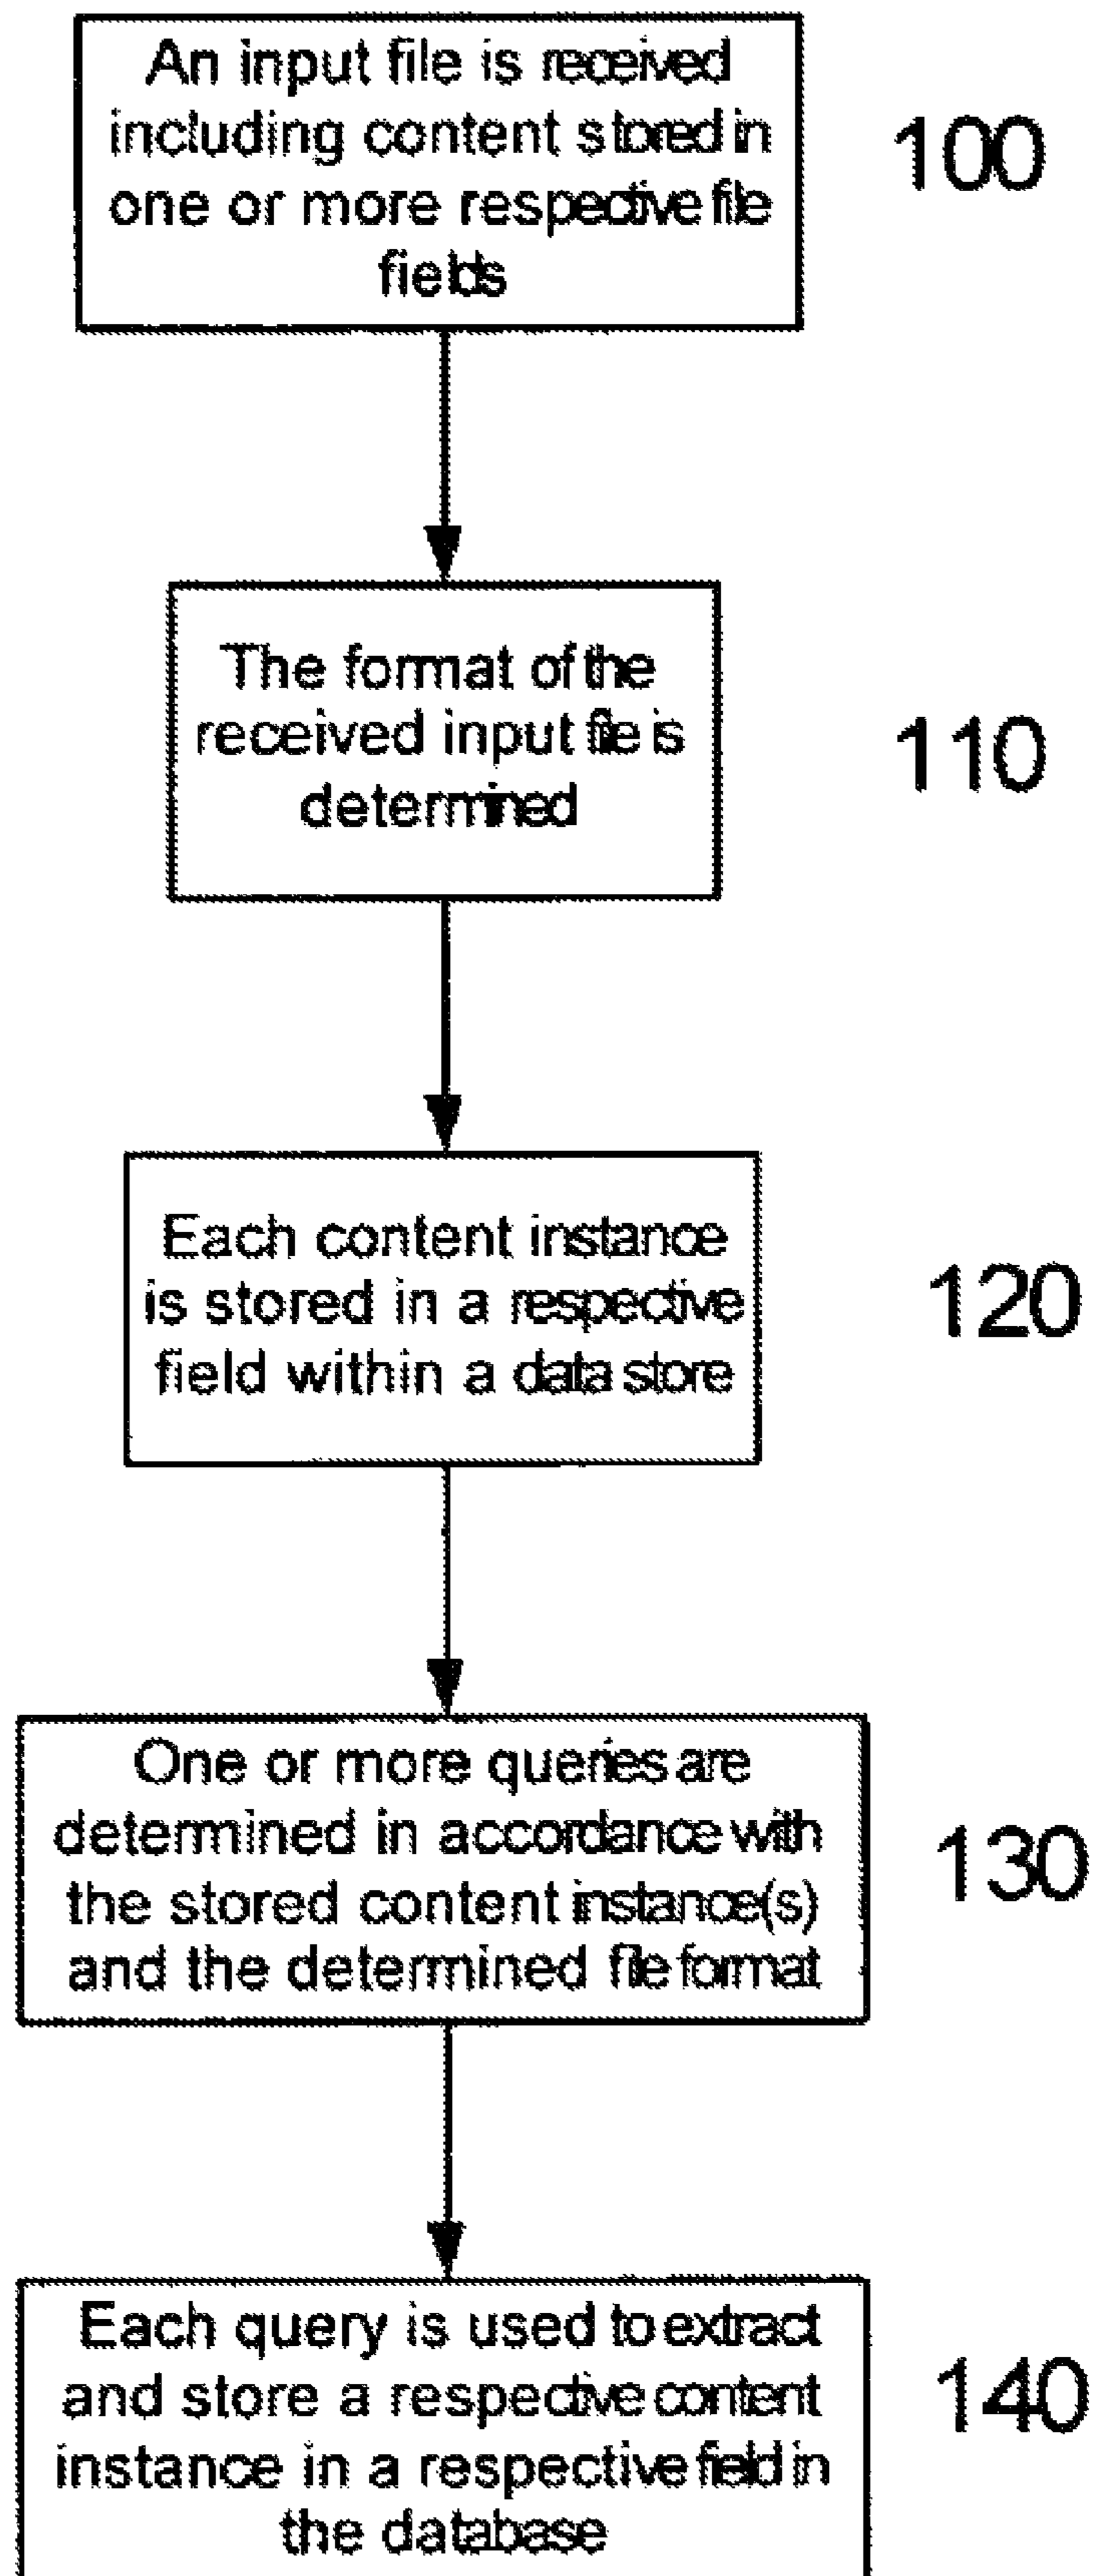 An input file is received
including content stored in
one or more respective file
fields
100
The format of the
received input file is
determined
110
Each content instance
is stored in a respective
field within a data store
120
One or more queries are
determined in accordance with
the stored content instance(s)
and the determined file format
130
Each query is used to extract
and store a respective content
instance in a respective field in
the database
140